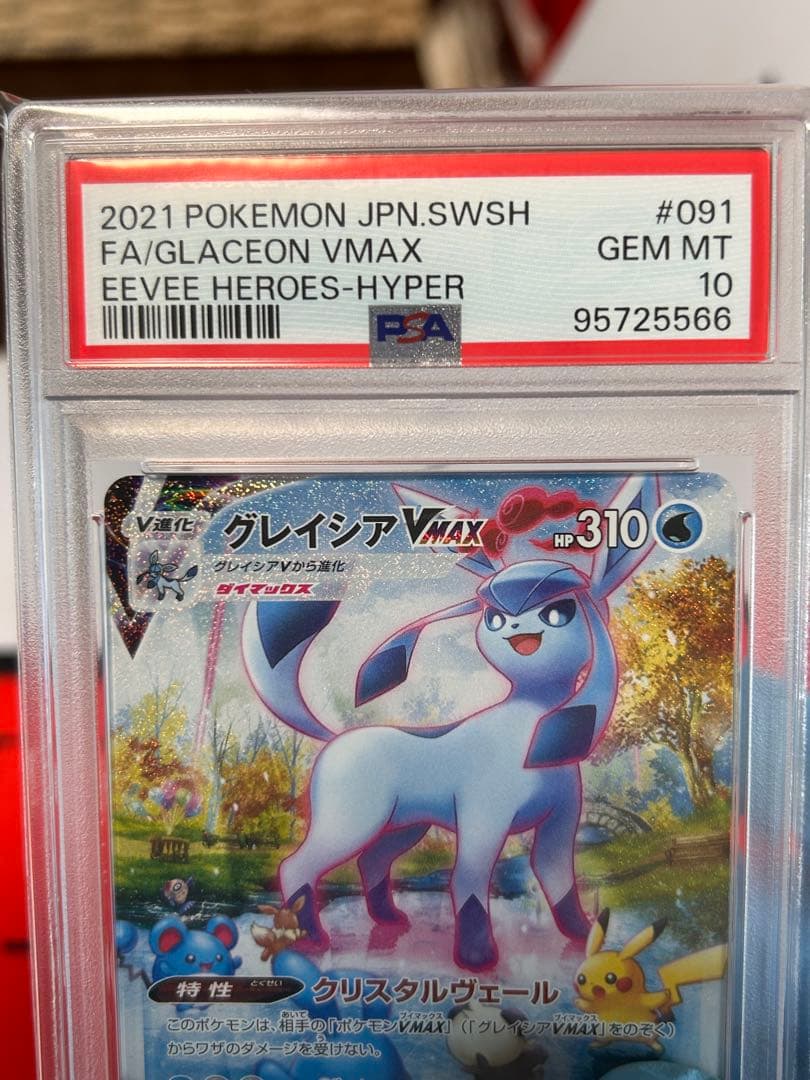 2021 POKEMON JPN.SWSH #091
FA/GLACEON VMAX GEM MT
EEVEE HEROES-HYPER 10
PSA 95725566
V進化 グレイシアVMAX HP310
グレイシアVから進化
ダイマックス
特性 とくせい クリスタルヴェール
このポケモンは、相手の「ポケモンVMAX」(「グレイシアVMAX」をのぞく)
からワザのダメージを受けない。